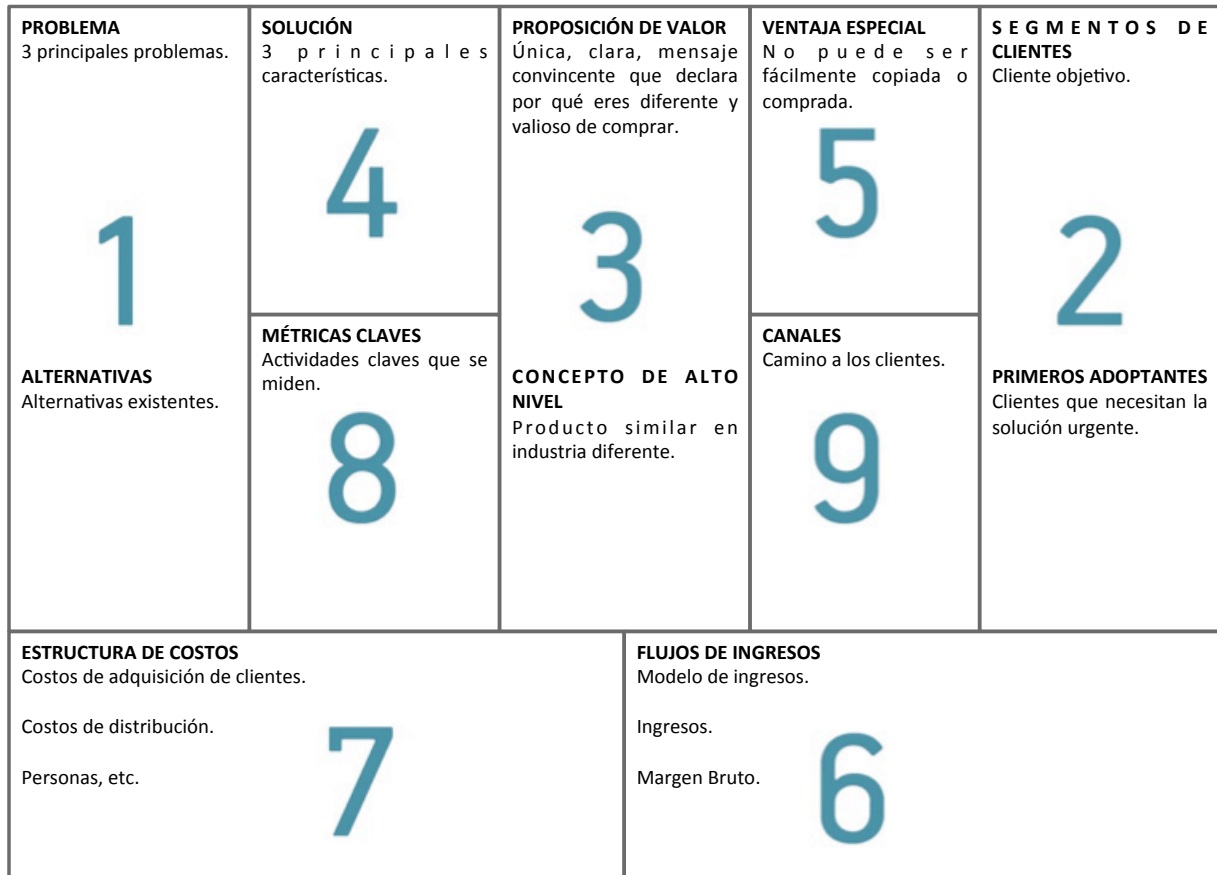 PROBLEMA
3 principales problemas.
1
ALTERNATIVAS
Alternativas existentes.
SOLUCIÓN
3 principales
características.
4
MÉTRICAS CLAVES
Actividades claves que se
miden.
8
PROPOSICIÓN DE VALOR
Única, clara, mensaje
convincente que declara
por qué eres diferente y
valioso de comprar.
3
CONCEPTO DE ALTO
NIVEL
Producto similar en
industria diferente.
VENTAJA ESPECIAL
No puede ser
fácilmente copiada o
comprada.
5
CANALES
Camino a los clientes.
9
SEGMENTOS DE
CLIENTES
Cliente objetivo.
2
PRIMEROS ADOPTANTES
Clientes que necesitan la
solución urgente.
ESTRUCTURA DE COSTOS
Costos de adquisición de clientes.
Costos de distribución.
Personas, etc.
7
FLUJOS DE INGRESOS
Modelo de ingresos.
Ingresos.
Margen Bruto.
6